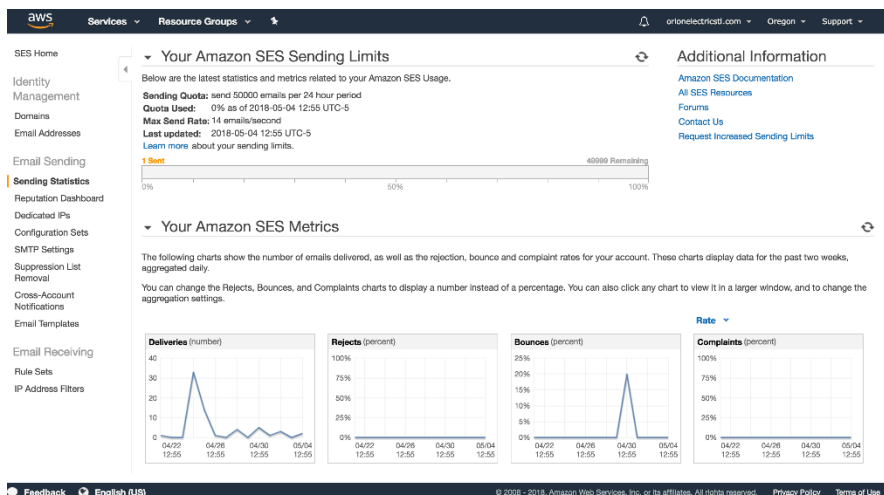 aws
Services
Resource Groups
orionelectricstl.com
Oregon
Support
SES Home
Identity
Management
Domains
Email Addresses
Email Sending
Sending Statistics
Reputation Dashboard
Dedicated IPs
Configuration Sets
SMTP Settings
Suppression List
Removal
Cross-Account
Notifications
Email Templates
Email Receiving
Rule Sets
IP Address Filters
Your Amazon SES Sending Limits
Below are the latest statistics and metrics related to your Amazon SES Usage.
Sending Quota: send 50000 emails per 24 hour period
Quota Used: 0% as of 2018-05-04 12:55 UTC-5
Max Send Rate: 14 emails/second
Last updated: 2018-05-04 12:55 UTC-5
Learn more about your sending limits.
1 Sent 49999 Remaining
0% 50% 100%
Additional Information
Amazon SES Documentation
All SES Resources
Forums
Contact Us
Request Increased Sending Limits
Your Amazon SES Metrics
The following charts show the number of emails delivered, as well as the rejection, bounce and complaint rates for your account. These charts display data for the past two weeks,
aggregated daily.
You can change the Rejects, Bounces, and Complaints charts to display a number instead of a percentage. You can also click any chart to view it in a larger window, and to change the
aggregation settings.
Rate
Deliveries (number)
40
30
20
10
0
04/22 04/26 04/30 05/04
12:55 12:55 12:55 12:55
Rejects (percent)
100%
75%
50%
25%
0%
04/22 04/26 04/30 05/04
12:55 12:55 12:55 12:55
Bounces (percent)
25%
20%
15%
10%
5%
0%
04/22 04/26 04/30 05/04
12:55 12:55 12:55 12:55
Complaints (percent)
100%
75%
50%
25%
0%
04/22 04/26 04/30 05/04
12:55 12:55 12:55 12:55
Feedback English (US)
© 2008 - 2018, Amazon Web Services, Inc. or its affiliates. All rights reserved. Privacy Policy Terms of Use